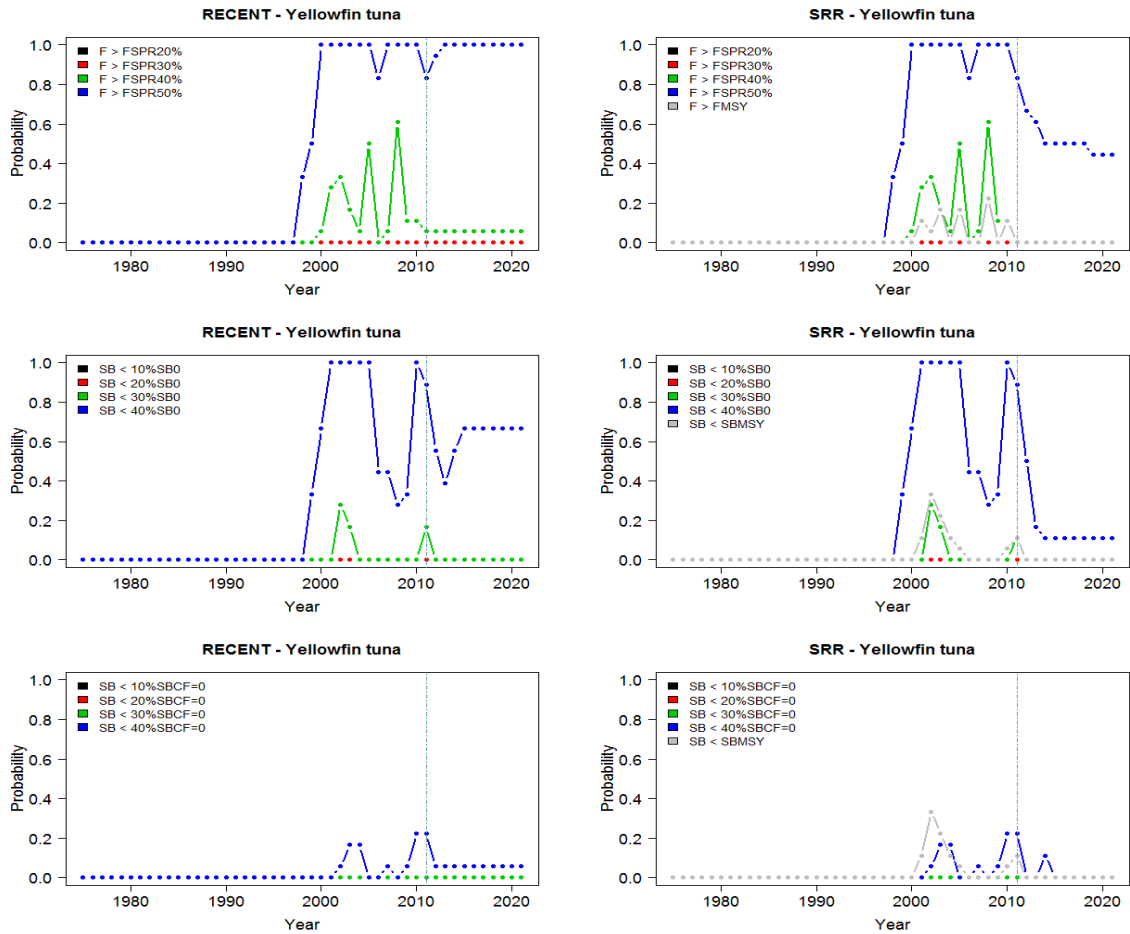 RECENT - Yellowfin tuna
1.0
0.8
0.6
0.4
0.2
0.0
Probability
F > FSPR20%
F > FSPR30%
F > FSPR40%
F > FSPR50%
1980
1990
2000
2010
2020
Year
SRR - Yellowfin tuna
1.0
0.8
0.6
0.4
0.2
0.0
Probability
F > FSPR20%
F > FSPR30%
F > FSPR40%
F > FSPR50%
F > FMSY
1980
1990
2000
2010
2020
Year
RECENT - Yellowfin tuna
1.0
0.8
0.6
0.4
0.2
0.0
Probability
SB < 10%SB0
SB < 20%SB0
SB < 30%SB0
SB < 40%SB0
1980
1990
2000
2010
2020
Year
SRR - Yellowfin tuna
1.0
0.8
0.6
0.4
0.2
0.0
Probability
SB < 10%SB0
SB < 20%SB0
SB < 30%SB0
SB < 40%SB0
SB < SBMSY
1980
1990
2000
2010
2020
Year
RECENT - Yellowfin tuna
1.0
0.8
0.6
0.4
0.2
0.0
Probability
SB < 10%SBCF=0
SB < 20%SBCF=0
SB < 30%SBCF=0
SB < 40%SBCF=0
1980
1990
2000
2010
2020
Year
SRR - Yellowfin tuna
1.0
0.8
0.6
0.4
0.2
0.0
Probability
SB < 10%SBCF=0
SB < 20%SBCF=0
SB < 30%SBCF=0
SB < 40%SBCF=0
SB < SBMSY
1980
1990
2000
2010
2020
Year